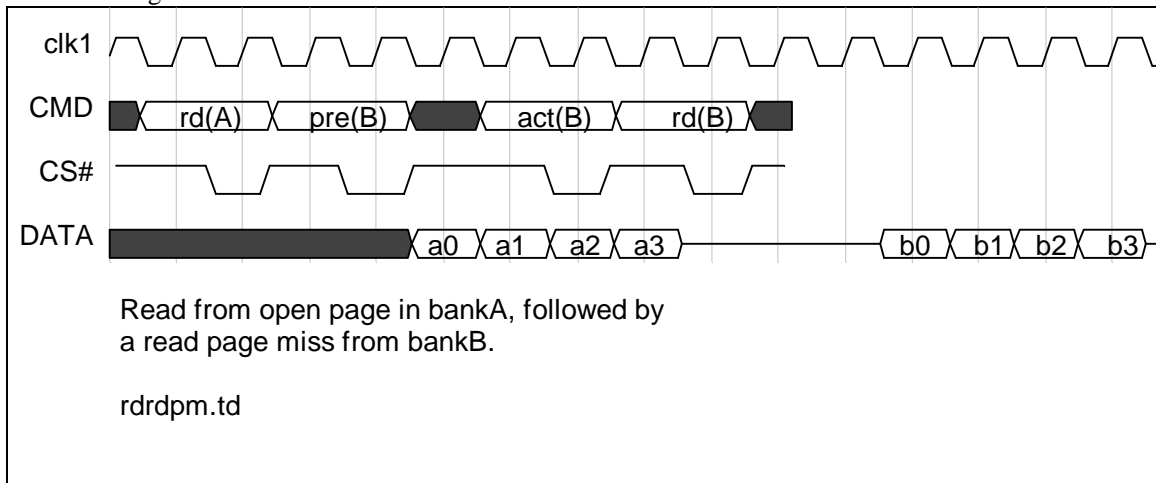 clk1
CMD rd(A) pre(B) act(B) rd(B)
CS#
DATA a0 a1 a2 a3 b0 b1 b2 b3
Read from open page in bankA, followed by
a read page miss from bankB.
rdrdpm.td